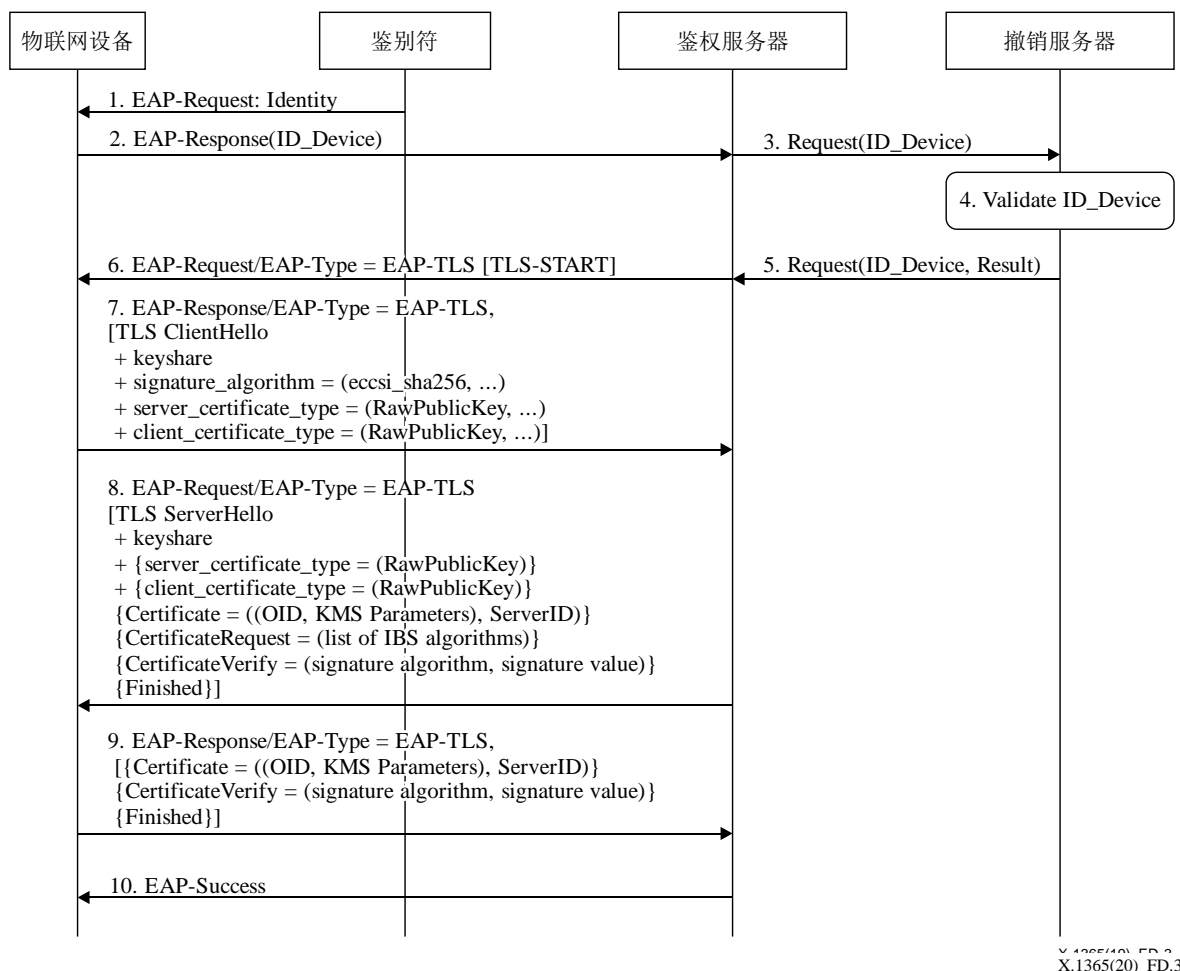 物联网设备
鉴别符
鉴权服务器
撤销服务器
1. EAP-Request: Identity
2. EAP-Response(ID_Device)
3. Request(ID_Device)
4. Validate ID_Device
6. EAP-Request/EAP-Type = EAP-TLS [TLS-START]
5. Request(ID_Device, Result)
7. EAP-Response/EAP-Type = EAP-TLS,
[TLS ClientHello
+ keyshare
+ signature_algorithm = (eccsi_sha256, ...)
+ server_certificate_type = (RawPublicKey, ...)
+ client_certificate_type = (RawPublicKey, ...)]
8. EAP-Request/EAP-Type = EAP-TLS
[TLS ServerHello
+ keyshare
+ {server_certificate_type = (RawPublicKey)}
+ {client_certificate_type = (RawPublicKey)}
{Certificate = ((OID, KMS Parameters), ServerID)}
{CertificateRequest = (list of IBS algorithms)}
{CertificateVerify = (signature algorithm, signature value)}
{Finished}]
9. EAP-Response/EAP-Type = EAP-TLS,
[{Certificate = ((OID, KMS Parameters), ServerID)}
{CertificateVerify = (signature algorithm, signature value)}
{Finished}]
10. EAP-Success
X.1365(20)_FD.3